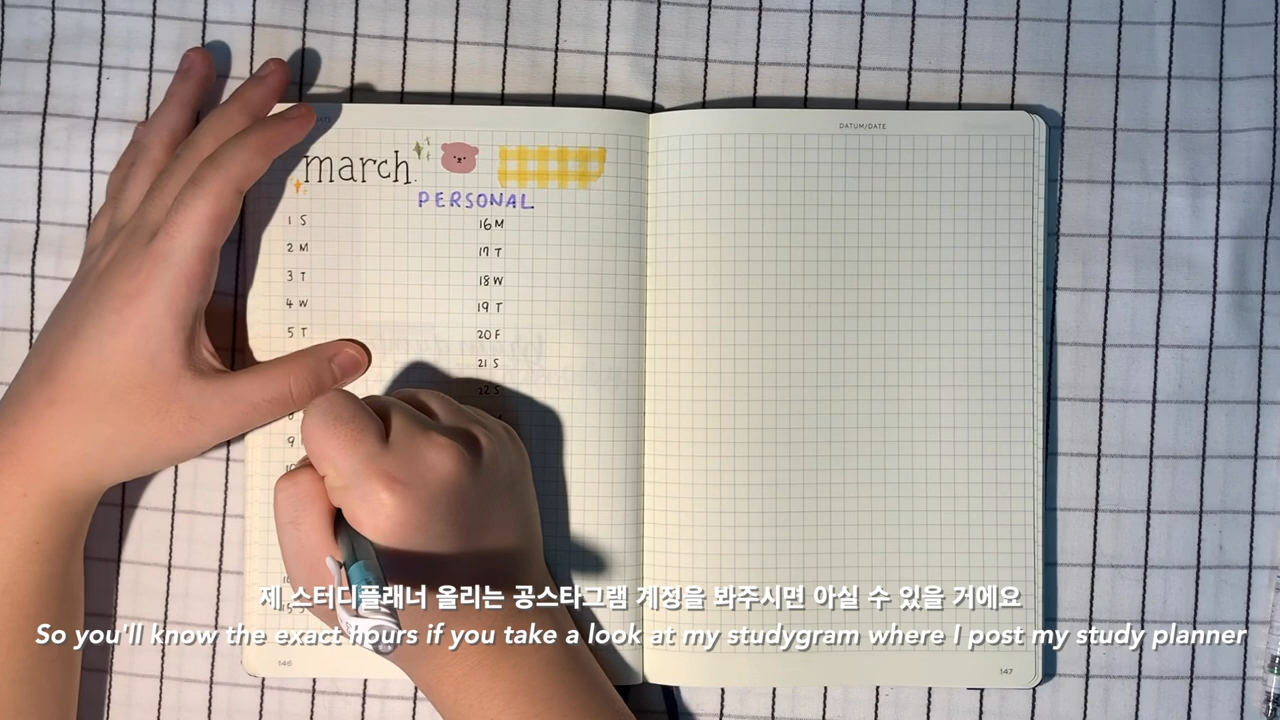 DATUM/DATE
march.
PERSONAL
1 S
2 M
3 T
4 W
5 T
9
16 M
17 T
18 W
19 T
20 F
21 S
22 S
제 스터디플래너 올리는 공스타그램 계정을 봐주시면 아실 수 있을 거에요
So you'll know the exact hours if you take a look at my studygram where I post my study planner
146
147